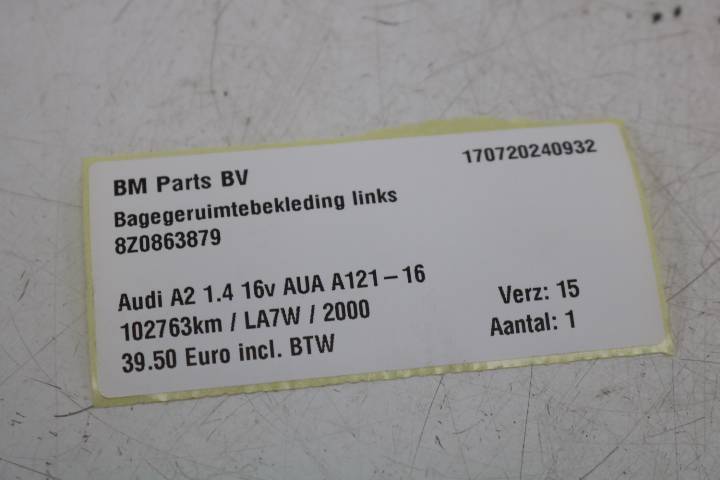 BM Parts BV
170720240932
Bagegeruimtebekleding links
8Z0863879
Audi A2 1.4 16v AUA A121-16
102763km / LA7W / 2000
Verz: 15
39.50 Euro incl. BTW
Aantal: 1